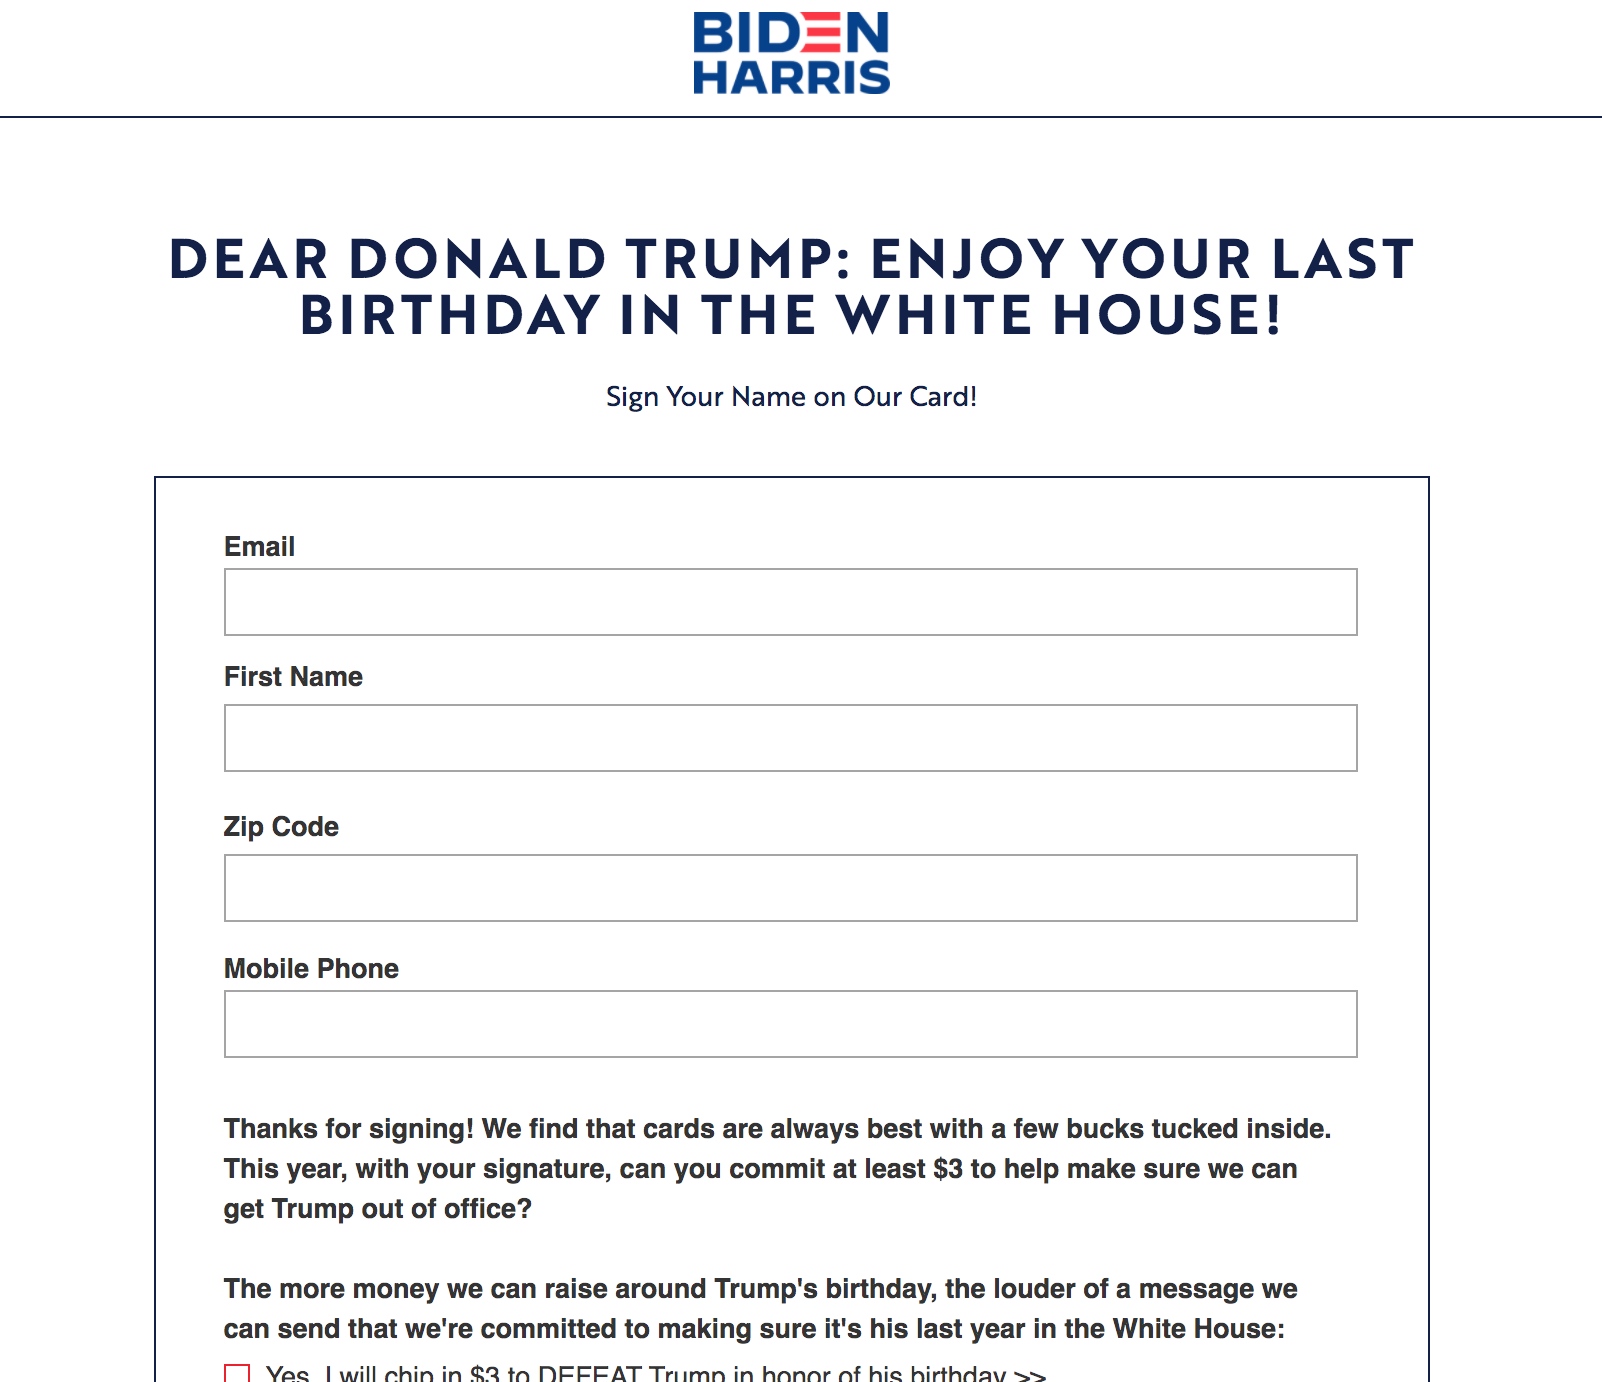 BIDEN
HARRIS
DEAR DONALD TRUMP: ENJOY YOUR LAST
BIRTHDAY IN THE WHITE HOUSE!
Sign Your Name on Our Card!
Email
First Name
Zip Code
Mobile Phone
Thanks for signing! We find that cards are always best with a few bucks tucked inside.
This year, with your signature, can you commit at least $3 to help make sure we can
get Trump out of office?
The more money we can raise around Trump's birthday, the louder of a message we
can send that we're committed to making sure it's his last year in the White House:
Yes, I will chip in $3 to DEFEAT Trump in honor of his birthday >>